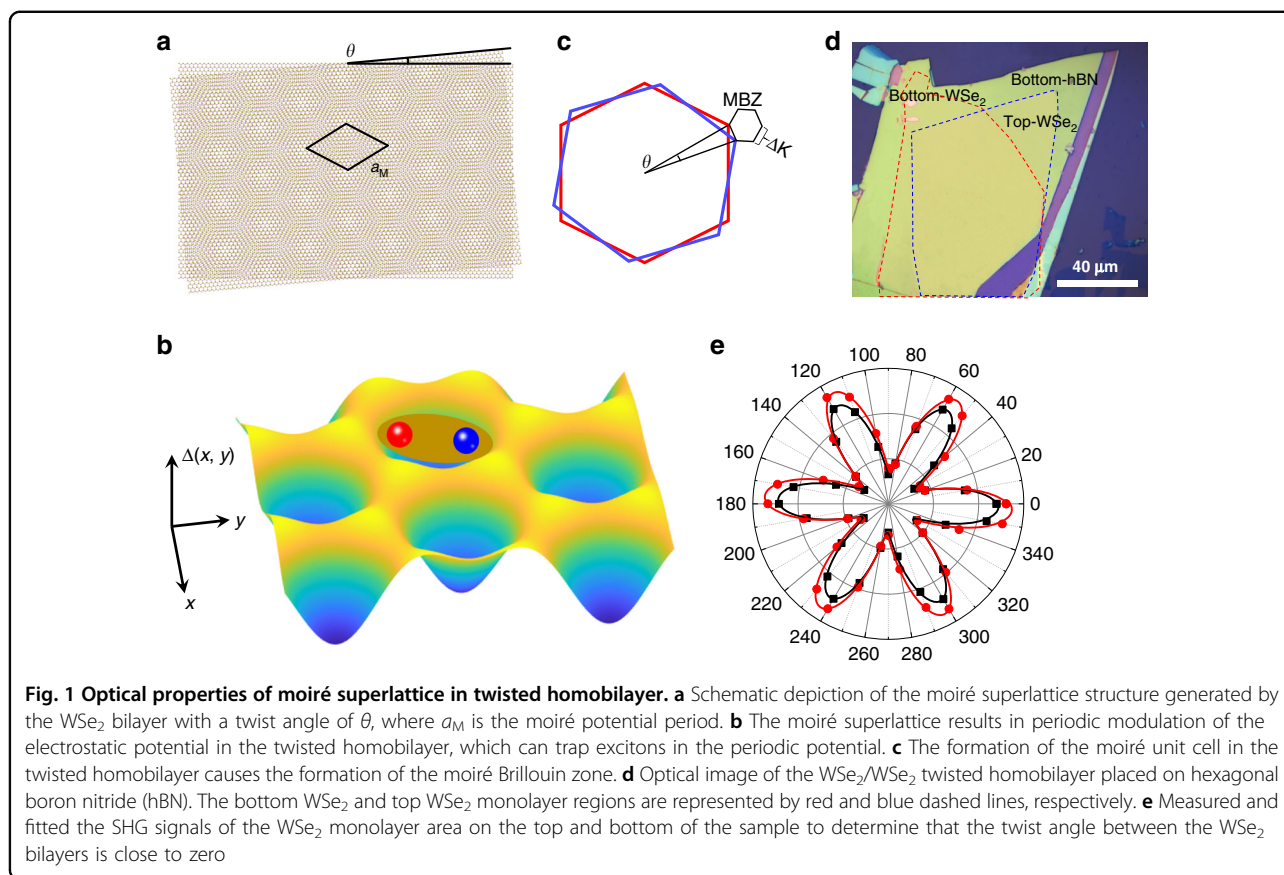 a
θ
a_M
c
MBZ
θ
ΔK
d
Bottom-WSe₂
Bottom-hBN
Top-WSe₂
40 µm
b
Δ(x, y)
y
x
e
0
20
40
60
80
100
120
140
160
180
200
220
240
260
280
300
320
340
Fig. 1 Optical properties of moiré superlattice in twisted homobilayer. a Schematic depiction of the moiré superlattice structure generated by
the WSe₂ bilayer with a twist angle of θ, where a_M is the moiré potential period. b The moiré superlattice results in periodic modulation of the
electrostatic potential in the twisted homobilayer, which can trap excitons in the periodic potential. c The formation of the moiré unit cell in the
twisted homobilayer causes the formation of the moiré Brillouin zone. d Optical image of the WSe₂/WSe₂ twisted homobilayer placed on hexagonal
boron nitride (hBN). The bottom WSe₂ and top WSe₂ monolayer regions are represented by red and blue dashed lines, respectively. e Measured and
fitted the SHG signals of the WSe₂ monolayer area on the top and bottom of the sample to determine that the twist angle between the WSe₂
bilayers is close to zero